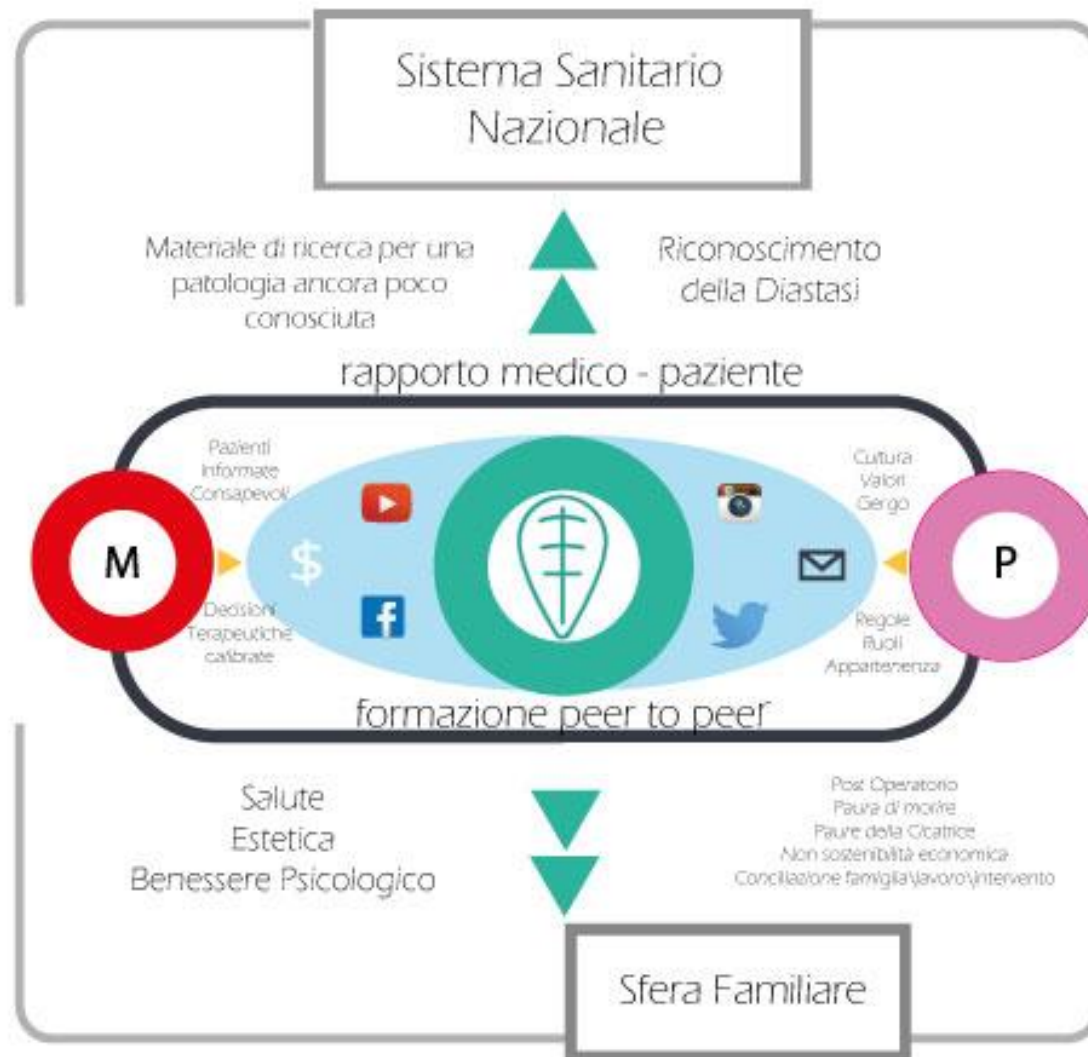 Sistema Sanitario
Nazionale
Materiale di ricerca per una
patologia ancora poco
conosciuta
Riconoscimento
della Diastasi
rapporto medico - paziente
Pazienti
Informate
Consapevoli
Cultura
Valori
Gergo
M
$
P
Decisioni
Terapeutiche
calibrate
Regole
Ruoli
Appartenenza
formazione peer to peer
Salute
Estetica
Benessere Psicologico
Post Operatorio
Paura di morire
Paure della Cicatrice
Non sostenibilità economica
Conciliazione famiglia\lavoro\intervento
Sfera Familiare